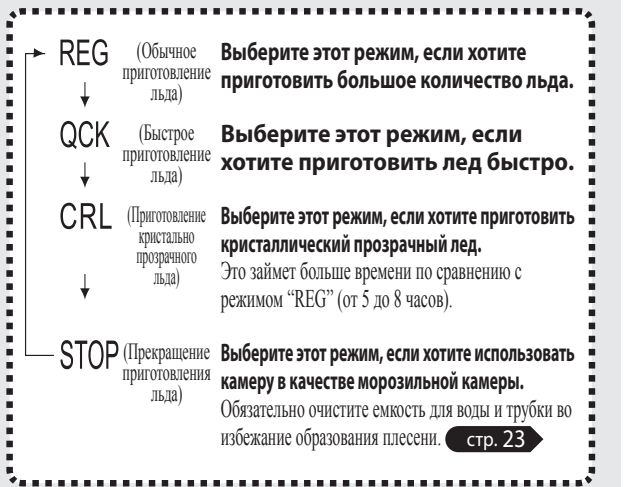 REG
(Обычное
приготовление
льда)
Выберите этот режим, если хотите
приготовить большое количество льда.
QCK
(Быстрое
приготовление
льда)
Выберите этот режим, если
хотите приготовить лед быстро.
CRL
(Приготовление
кристально
прозрачного
льда)
Выберите этот режим, если хотите приготовить
кристаллический прозрачный лед.
Это займет больше времени по сравнению с
режимом “REG” (от 5 до 8 часов).
STOP
(Прекращение
приготовления
льда)
Выберите этот режим, если хотите использовать
камеру в качестве морозильной камеры.
Обязательно очистите емкость для воды и трубки во
избежание образования плесени. стр. 23